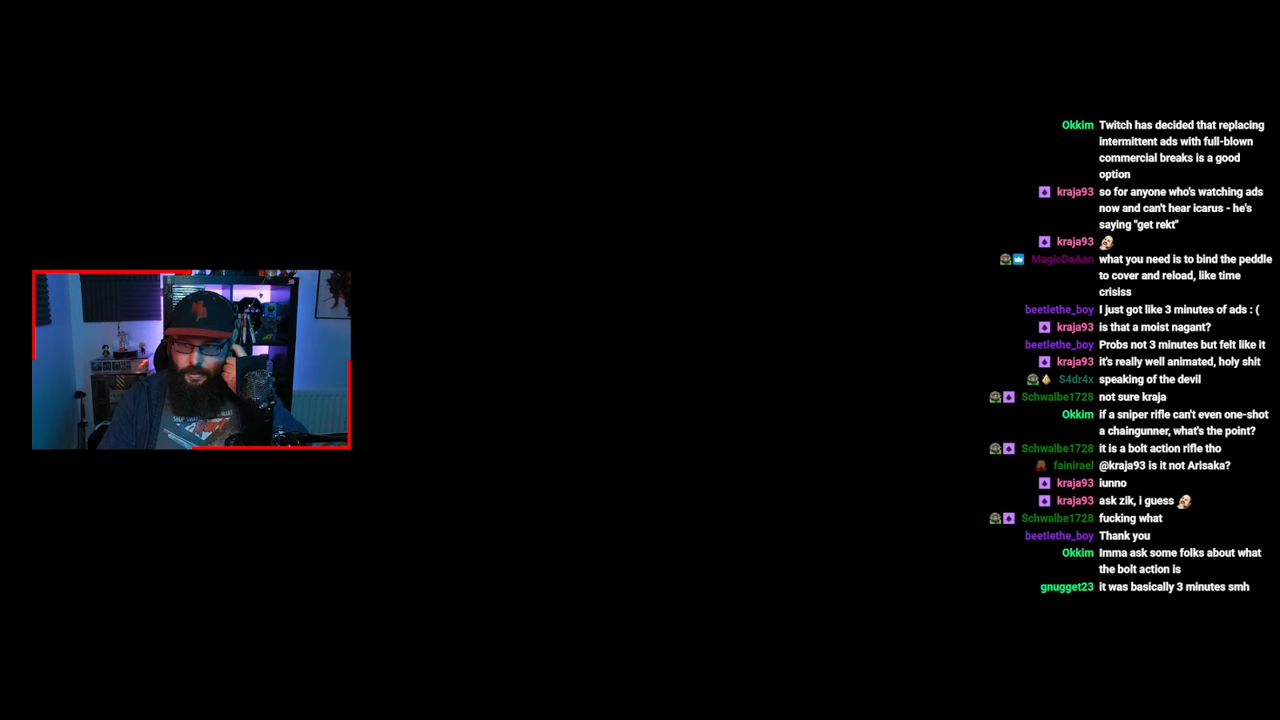 Okkim Twitch has decided that replacing
intermittent ads with full-blown
commercial breaks is a good
option
kraja93 so for anyone who's watching ads
now and can't hear icarus - he's
saying "get rekt"
kraja93
MagicDaAan what you need is to bind the peddle
to cover and reload, like time
crisiss
beetlethe_boy I just got like 3 minutes of ads : (
kraja93 is that a moist nagant?
beetlethe_boy Probs not 3 minutes but felt like it
kraja93 it's really well animated, holy shit
S4dr4x speaking of the devil
Schwalbe1728 not sure kraja
Okkim if a sniper rifle can't even one-shot
a chaingunner, what's the point?
Schwalbe1728 it is a bolt action rifle tho
fainirael @kraja93 is it not Arisaka?
kraja93 iunno
kraja93 ask zik, i guess
Schwalbe1728 fucking what
beetlethe_boy Thank you
Okkim Imma ask some folks about what
the bolt action is
gnugget23 it was basically 3 minutes smh